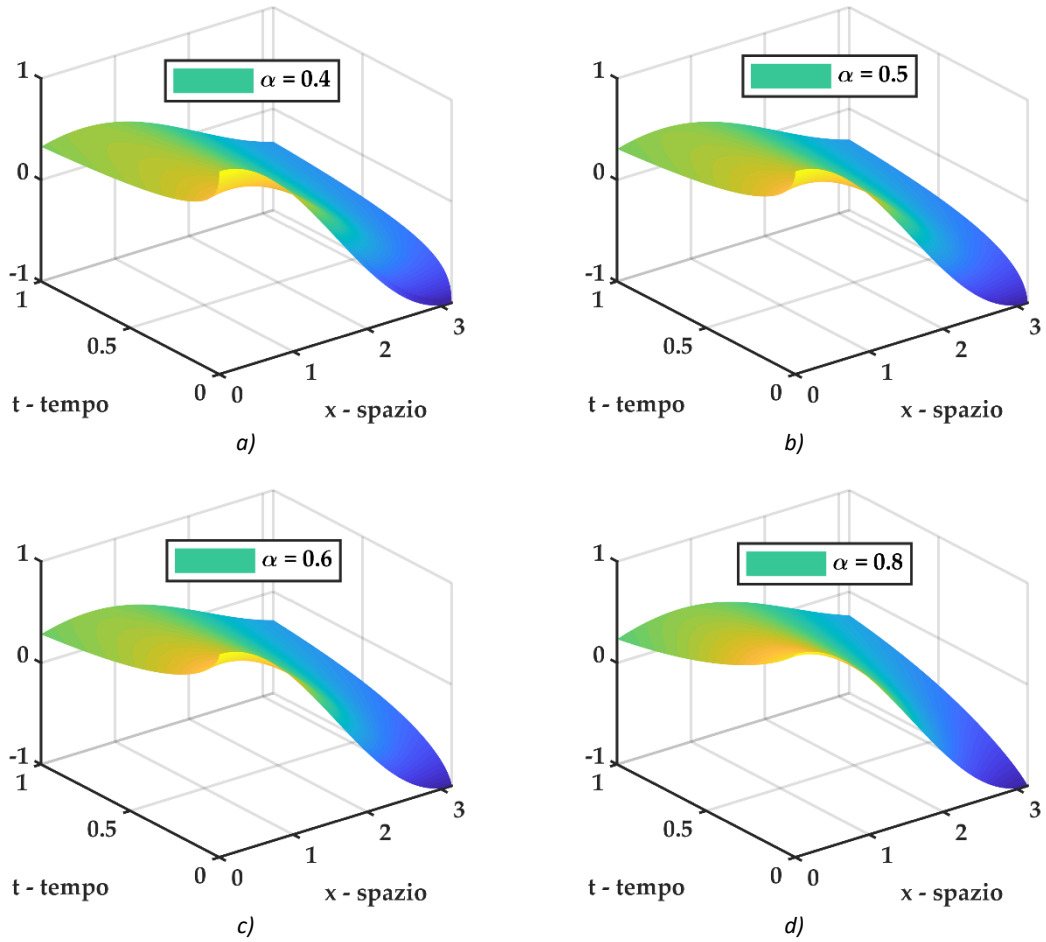 α = 0.4
1
0
-1
1
0.5
0
0
1
2
3
t - tempo
x - spazio
a)
α = 0.5
1
0
-1
1
0.5
0
0
1
2
3
t - tempo
x - spazio
b)
α = 0.6
1
0
-1
1
0.5
0
0
1
2
3
t - tempo
x - spazio
c)
α = 0.8
1
0
-1
1
0.5
0
0
1
2
3
t - tempo
x - spazio
d)